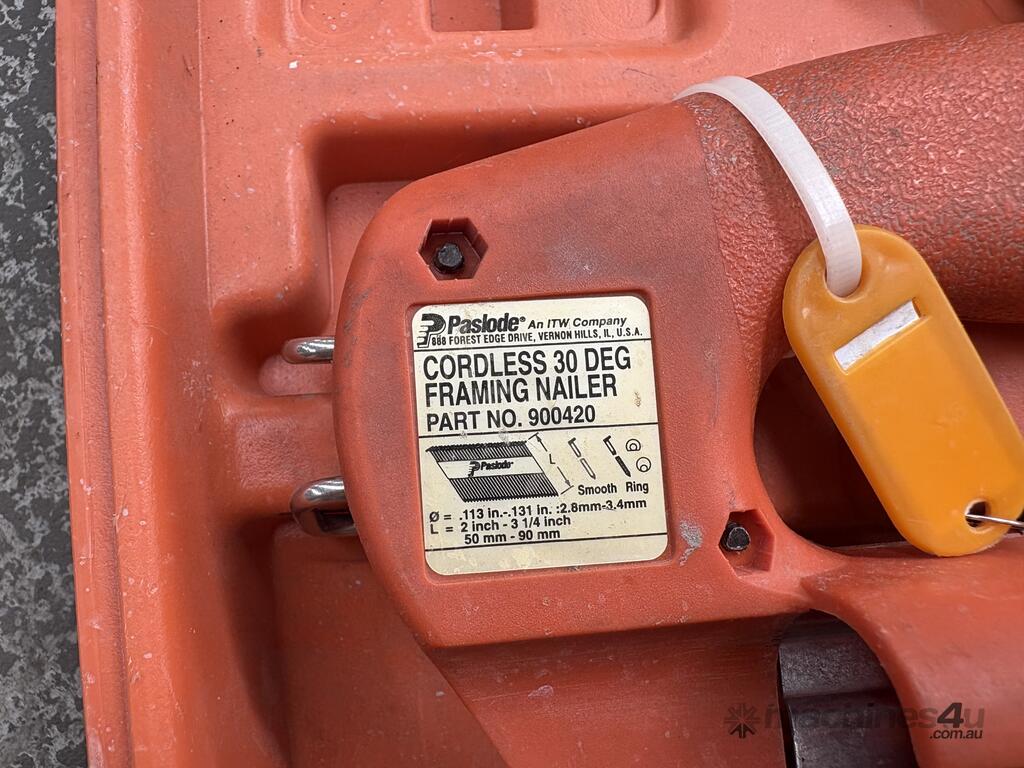 Paslode® An ITW Company
888 FOREST EDGE DRIVE, VERNON HILLS, IL, U.S.A.
CORDLESS 30 DEG
FRAMING NAILER
PART NO. 900420
Paslode®
L
Smooth Ring
Ø = .113 in.-.131 in. :2.8mm-3.4mm
L = 2 inch - 3 1/4 inch
50 mm - 90 mm
machines4u
.com.au